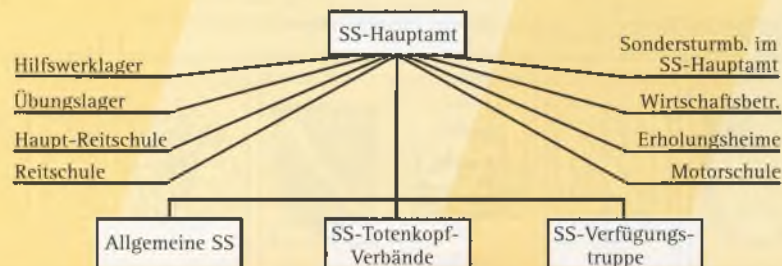 SS-Hauptamt
Hilfswerklager
Übungslager
Haupt-Reitschule
Reitschule
Sondersturmb. im
SS-Hauptamt
Wirtschaftsbetr.
Erholungsheime
Motorschule
Allgemeine SS
SS-Totenkopf-
Verbände
SS-Verfügungs-
truppe